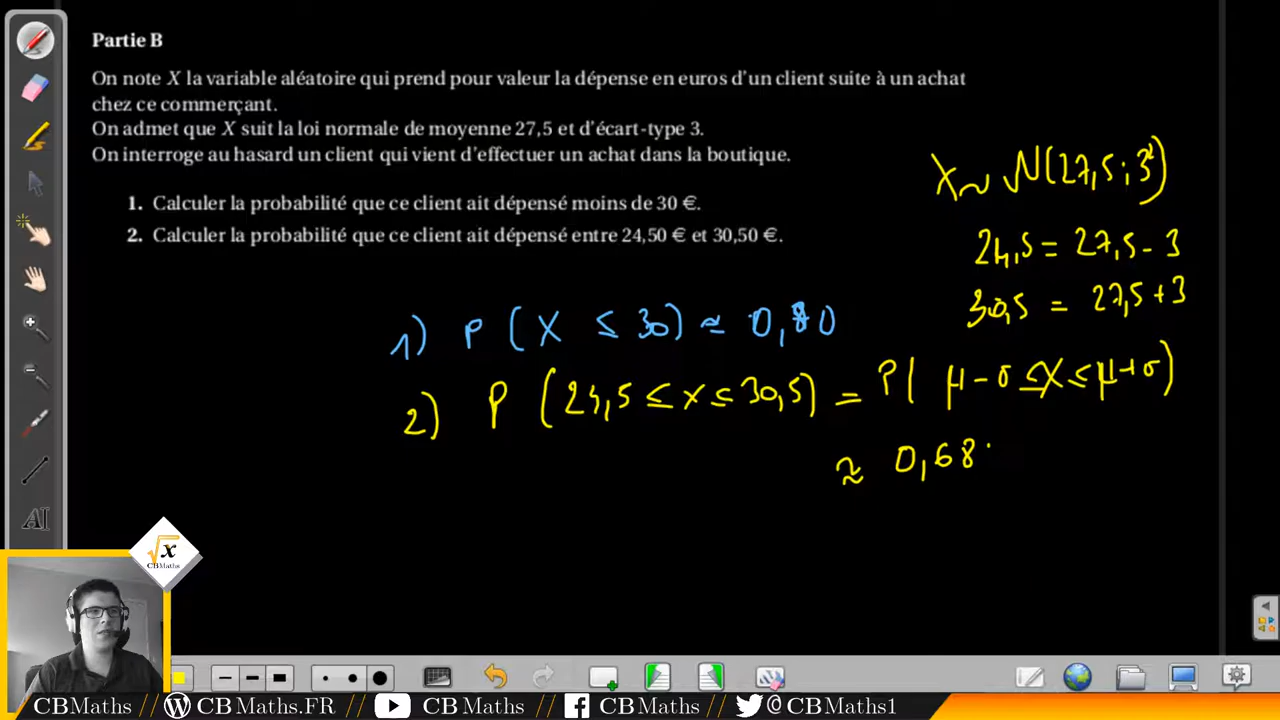 Partie B
On note X la variable aléatoire qui prend pour valeur la dépense en euros d'un client suite à un achat
chez ce commerçant.
On admet que X suit la loi normale de moyenne 27,5 et d'écart-type 3.
On interroge au hasard un client qui vient d'effectuer un achat dans la boutique.
1. Calculer la probabilité que ce client ait dépensé moins de 30 €.
2. Calculer la probabilité que ce client ait dépensé entre 24,50 € et 30,50 €.
X ~ N(27,5 ; 3²)
24,5 = 27,5 - 3
30,5 = 27,5 + 3
1) P ( X ≤ 30) ≈ 0,80
2) P (24,5 ≤ X ≤ 30,5) = P( μ - σ ≤ X ≤ μ + σ)
≈ 0,68
AI
√x
CBMaths
CBMaths CBMaths.FR CBMaths CBMaths @CBMaths1